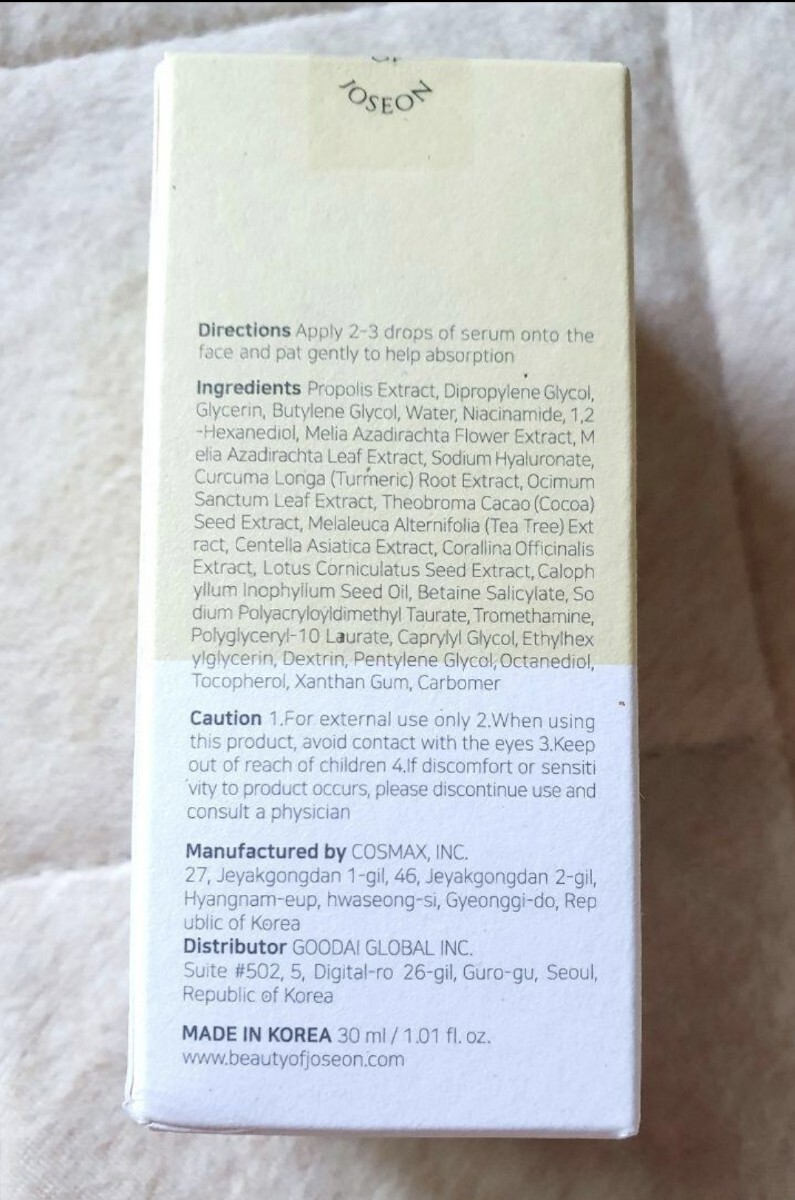 JOSEON
Directions Apply 2-3 drops of serum onto the
face and pat gently to help absorption
Ingredients Propolis Extract, Dipropylene Glycol,
Glycerin, Butylene Glycol, Water, Niacinamide, 1,2
-Hexanediol, Melia Azadirachta Flower Extract, M
elia Azadirachta Leaf Extract, Sodium Hyaluronate,
Curcuma Longa (Turmeric) Root Extract, Ocimum
Sanctum Leaf Extract, Theobroma Cacao (Cocoa)
Seed Extract, Melaleuca Alternifolia (Tea Tree) Ext
ract, Centella Asiatica Extract, Corallina Officinalis
Extract, Lotus Corniculatus Seed Extract, Caloph
yllum Inophyllum Seed Oil, Betaine Salicylate, So
dium Polyacryloyldimethyl Taurate, Tromethamine,
Polyglyceryl-10 Laurate, Caprylyl Glycol, Ethylhex
ylglycerin, Dextrin, Pentylene Glycol, Octanediol,
Tocopherol, Xanthan Gum, Carbomer
Caution 1.For external use only 2.When using
this product, avoid contact with the eyes 3.Keep
out of reach of children 4.If discomfort or sensiti
vity to product occurs, please discontinue use and
consult a physician
Manufactured by COSMAX, INC.
27, Jeyakgongdan 1-gil, 46, Jeyakgongdan 2-gil,
Hyangnam-eup, hwaseong-si, Gyeonggi-do, Rep
ublic of Korea
Distributor GOODAI GLOBAL INC.
Suite #502, 5, Digital-ro 26-gil, Guro-gu, Seoul,
Republic of Korea
MADE IN KOREA 30 ml / 1.01 fl. oz.
www.beautyofjoseon.com